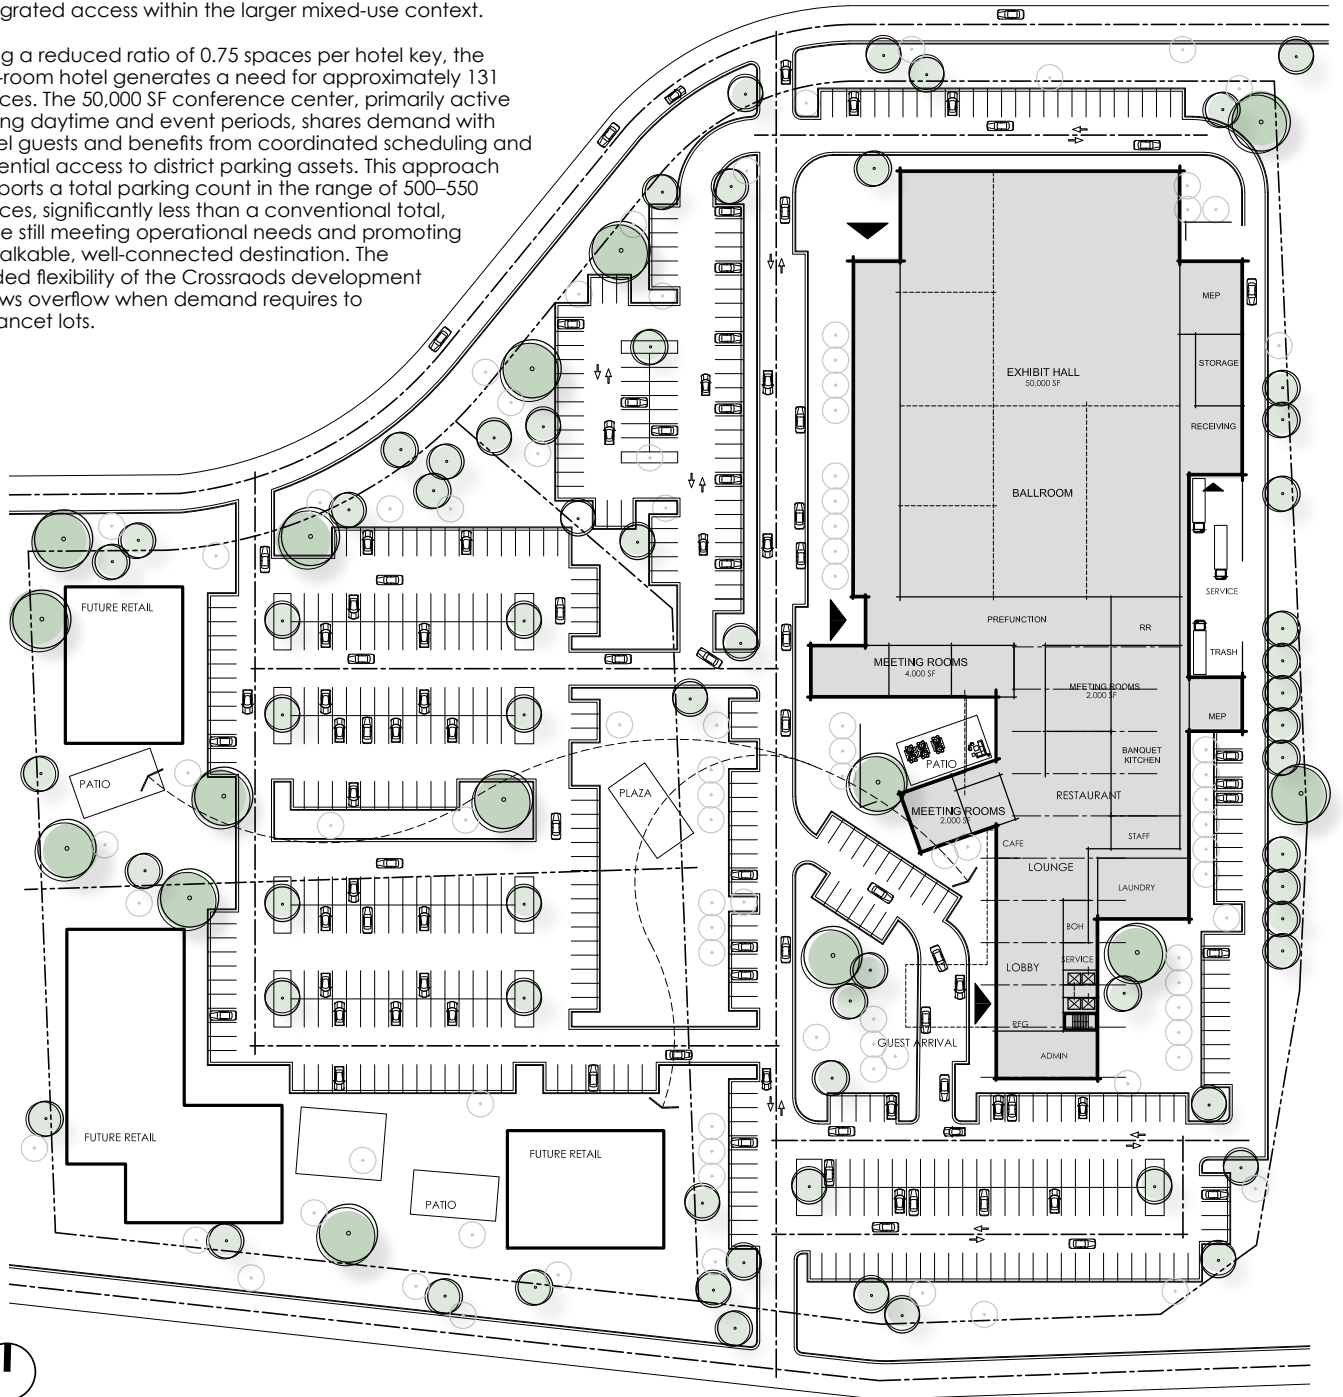 grated access within the larger mixed-use context.
g a reduced ratio of 0.75 spaces per hotel key, the
-room hotel generates a need for approximately 131
ces. The 50,000 SF conference center, primarily active
ng daytime and event periods, shares demand with
el guests and benefits from coordinated scheduling and
ential access to district parking assets. This approach
ports a total parking count in the range of 500–550
ces, significantly less than a conventional total,
e still meeting operational needs and promoting
alkable, well-connected destination. The
ded flexibility of the Crossraods development
ws overflow when demand requires to
ancet lots.
MEP
STORAGE
EXHIBIT HALL
50,000 SF
RECEIVING
BALLROOM
SERVICE
FUTURE RETAIL
PREFUNCTION
RR
TRASH
MEETING ROOMS
4,000 SF
MEETING ROOMS
2,000 SF
MEP
BANQUET
KITCHEN
PATIO
PATIO
PLAZA
RESTAURANT
MEETING ROOMS
2,000 SF
STAFF
CAFE
LOUNGE
LAUNDRY
BOH
SERVICE
LOBBY
REG
GUEST ARRIVAL
ADMIN
FUTURE RETAIL
FUTURE RETAIL
PATIO